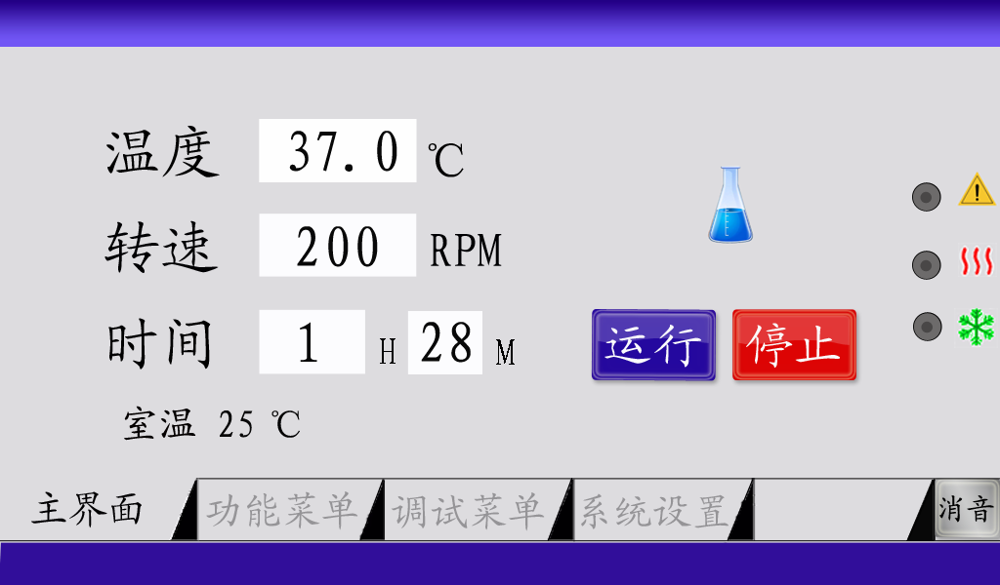 温度 37.0 ℃
转速 200 RPM
时间 1 H 28 M
运行 停止
室温 25 ℃
主界面 功能菜单 调试菜单 系统设置 消音